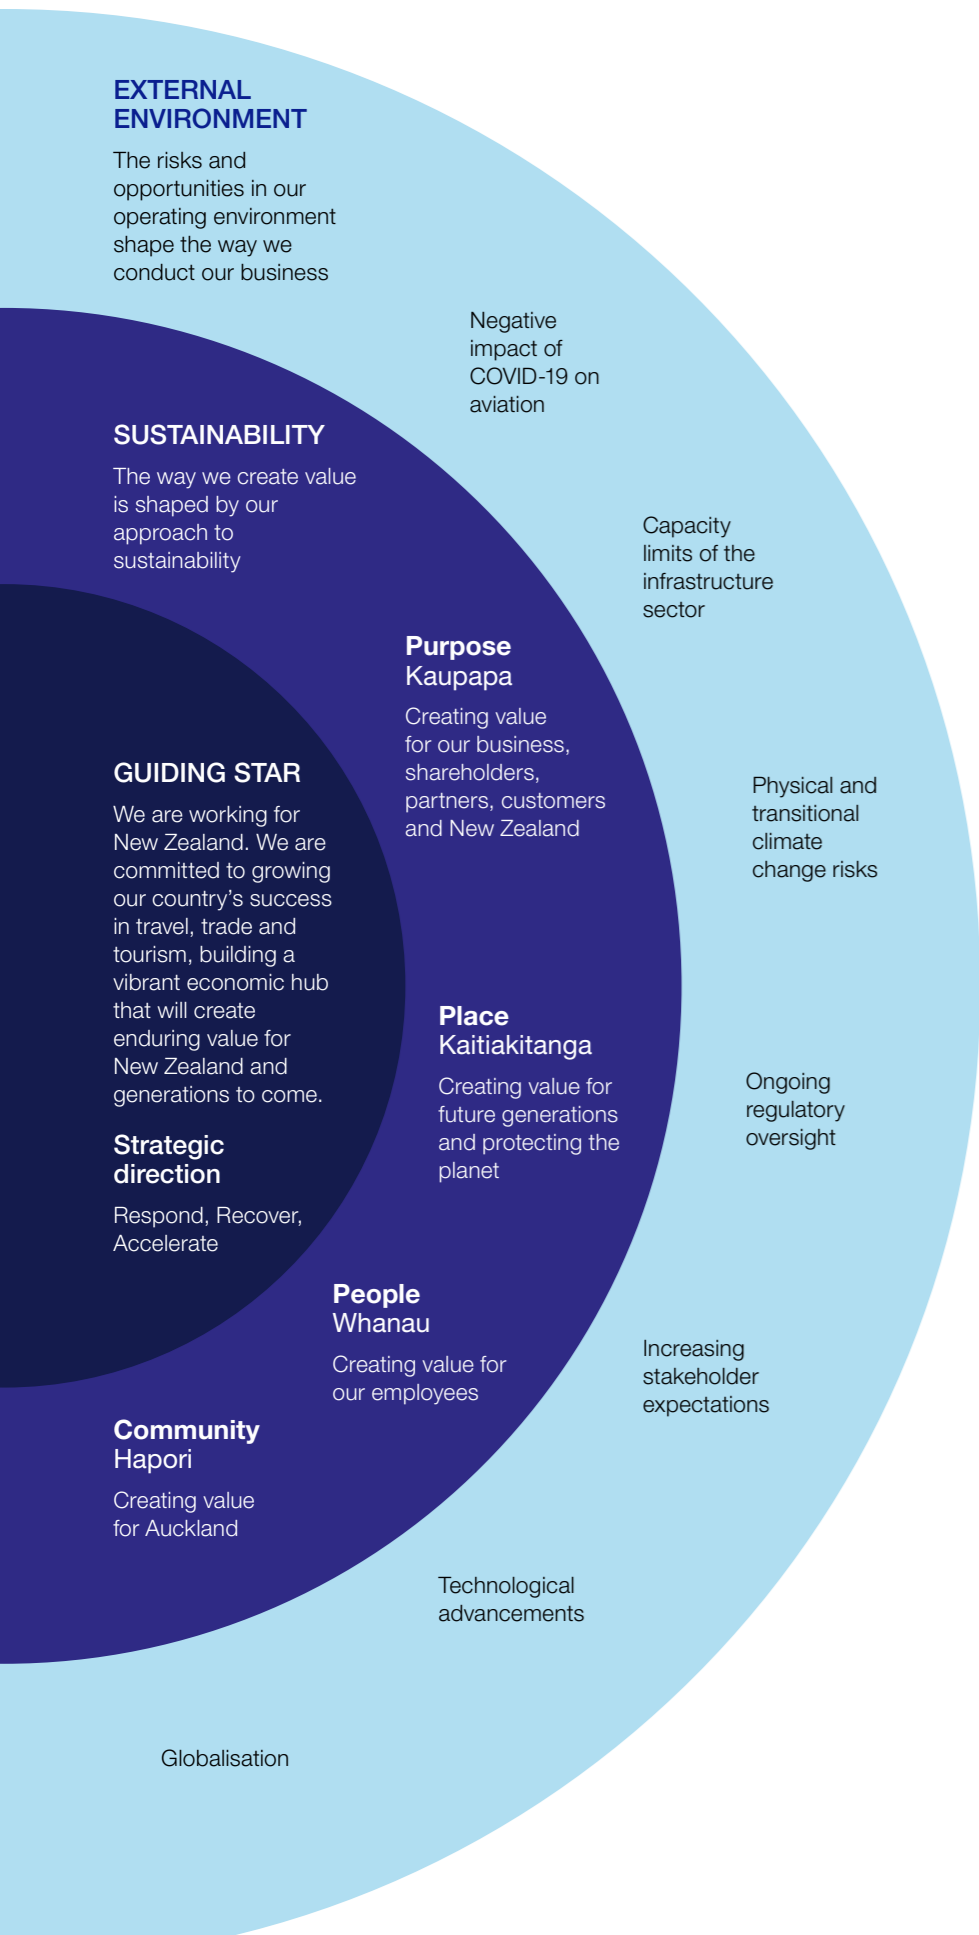 EXTERNAL
ENVIRONMENT
The risks and
opportunities in our
operating environment
shape the way we
conduct our business
Negative
impact of
COVID-19 on
aviation
Capacity
limits of the
infrastructure
sector
Physical and
transitional
climate
change risks
Ongoing
regulatory
oversight
Increasing
stakeholder
expectations
Technological
advancements
Globalisation
SUSTAINABILITY
The way we create value
is shaped by our
approach to
sustainability
Purpose
Kaupapa
Creating value
for our business,
shareholders,
partners, customers
and New Zealand
Place
Kaitiakitanga
Creating value for
future generations
and protecting the
planet
People
Whanau
Creating value for
our employees
Community
Hapori
Creating value
for Auckland
GUIDING STAR
We are working for
New Zealand. We are
committed to growing
our country’s success
in travel, trade and
tourism, building a
vibrant economic hub
that will create
enduring value for
New Zealand and
generations to come.
Strategic
direction
Respond, Recover,
Accelerate